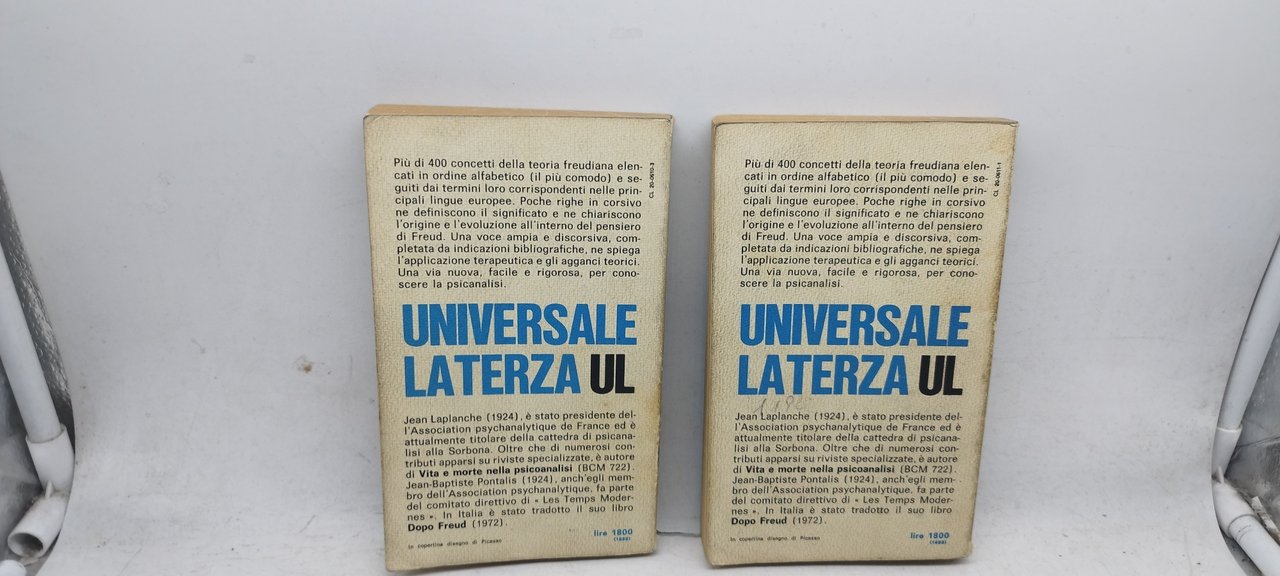 Più di 400 concetti della teoria freudiana elen-
cati in ordine alfabetico (il più comodo) e se-
guiti dai termini loro corrispondenti nelle prin-
cipali lingue europee. Poche righe in corsivo
ne definiscono il significato e ne chiariscono
l'origine e l'evoluzione all'interno del pensiero
di Freud. Una voce ampia e discorsiva, com-
pletata da indicazioni bibliografiche, ne spiega
l'applicazione terapeutica e gli agganci teorici.
Una via nuova, facile e rigorosa, per cono-
scere la psicanalisi.
CL 20-0610-3
UNIVERSALE
LATERZA UL
Jean Laplanche (1924), è stato presidente del-
l'Association psychanalytique de France ed è
attualmente titolare della cattedra di psicana-
lisi alla Sorbona. Oltre che di numerosi con-
tributi apparsi su riviste specializzate, è autore
di Vita e morte nella psicoanalisi (BCM 722).
Jean-Baptiste Pontalis (1924), anch'egli mem-
bro dell'Association psychanalytique, fa parte
del comitato direttivo di « Les Temps Moder-
nes ». In Italia è stato tradotto il suo libro
Dopo Freud (1972).
lire 1800
In copertina disegno di Picasso
Più di 400 concetti della teoria freudiana elen-
cati in ordine alfabetico (il più comodo) e se-
guiti dai termini loro corrispondenti nelle prin-
cipali lingue europee. Poche righe in corsivo
ne definiscono il significato e ne chiariscono
l'origine e l'evoluzione all'interno del pensiero
di Freud. Una voce ampia e discorsiva, com-
pletata da indicazioni bibliografiche, ne spiega
l'applicazione terapeutica e gli agganci teorici.
Una via nuova, facile e rigorosa, per cono-
scere la psicanalisi.
CL 20-0611-1
UNIVERSALE
LATERZA UL
Jean Laplanche (1924), è stato presidente del-
l'Association psychanalytique de France ed è
attualmente titolare della cattedra di psicana-
lisi alla Sorbona. Oltre che di numerosi con-
tributi apparsi su riviste specializzate, è autore
di Vita e morte nella psicoanalisi (BCM 722).
Jean-Baptiste Pontalis (1924), anch'egli mem-
bro dell'Association psychanalytique, fa parte
del comitato direttivo di « Les Temps Moder-
nes ». In Italia è stato tradotto il suo libro
Dopo Freud (1972).
lire 1800
In copertina disegno di Picasso